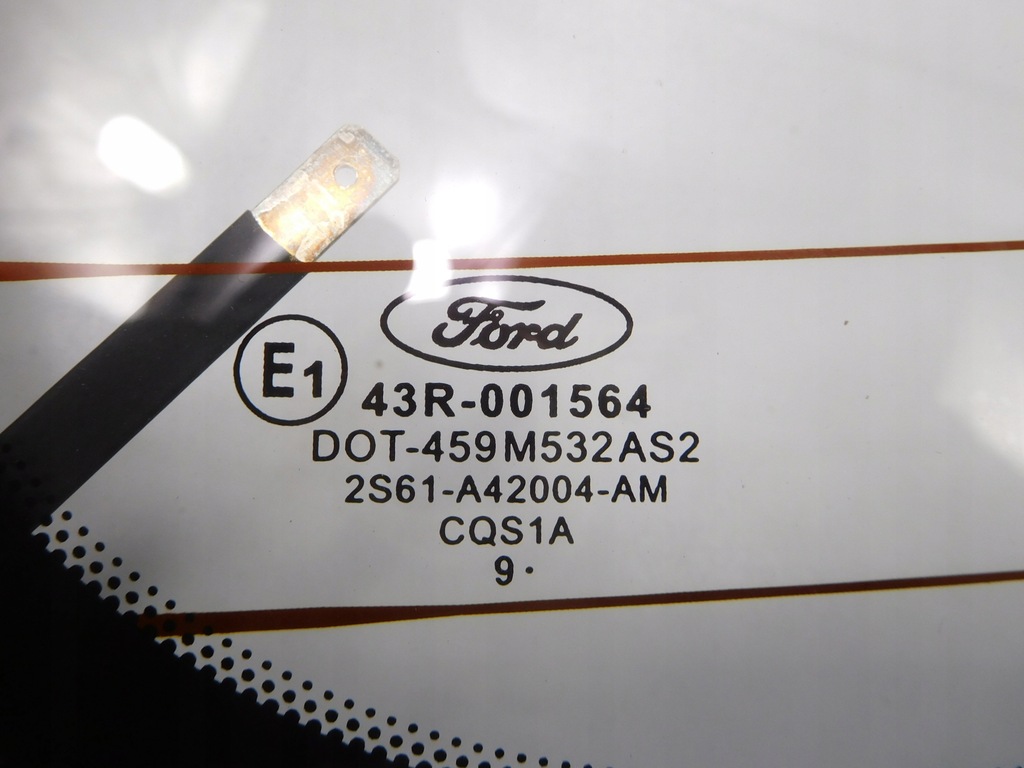 Ford
E1
43R-001564
DOT-459M532AS2
2S61-A42004-AM
CQS1A
9·